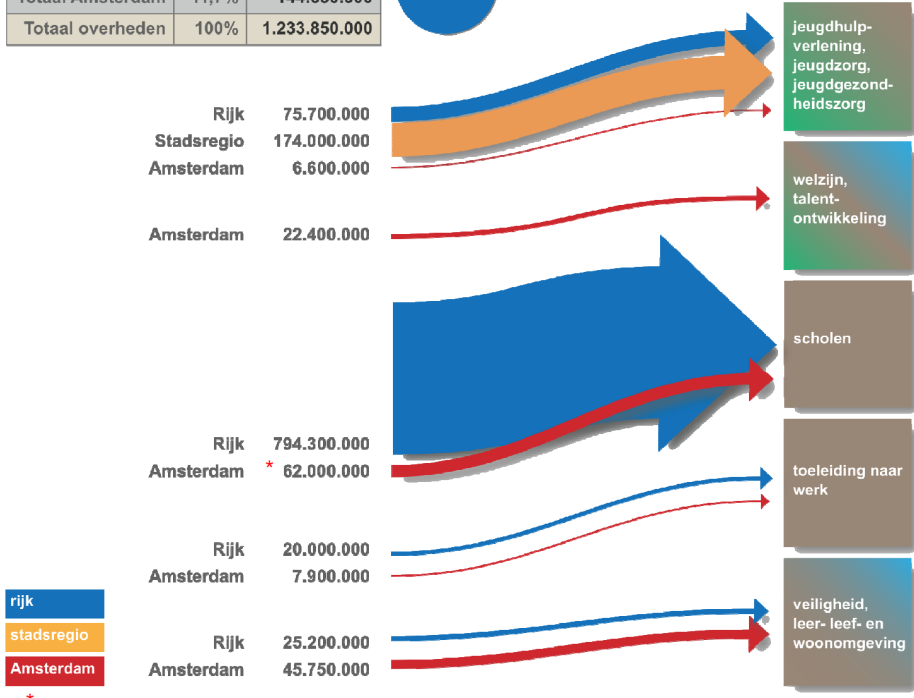 Totaal overheden 100% 1.233.850.000
jeugdhulp-
verlening,
jeugdzorg,
jeugdgezond-
heidszorg
Rijk 75.700.000
Stadsregio 174.000.000
Amsterdam 6.600.000
welzijn,
talent-
ontwikkeling
Amsterdam 22.400.000
scholen
Rijk 794.300.000
Amsterdam * 62.000.000
toeleiding naar
werk
Rijk 20.000.000
Amsterdam 7.900.000
veiligheid,
leer- leef- en
woonomgeving
Rijk 25.200.000
Amsterdam 45.750.000
rijk
stadsregio
Amsterdam
*